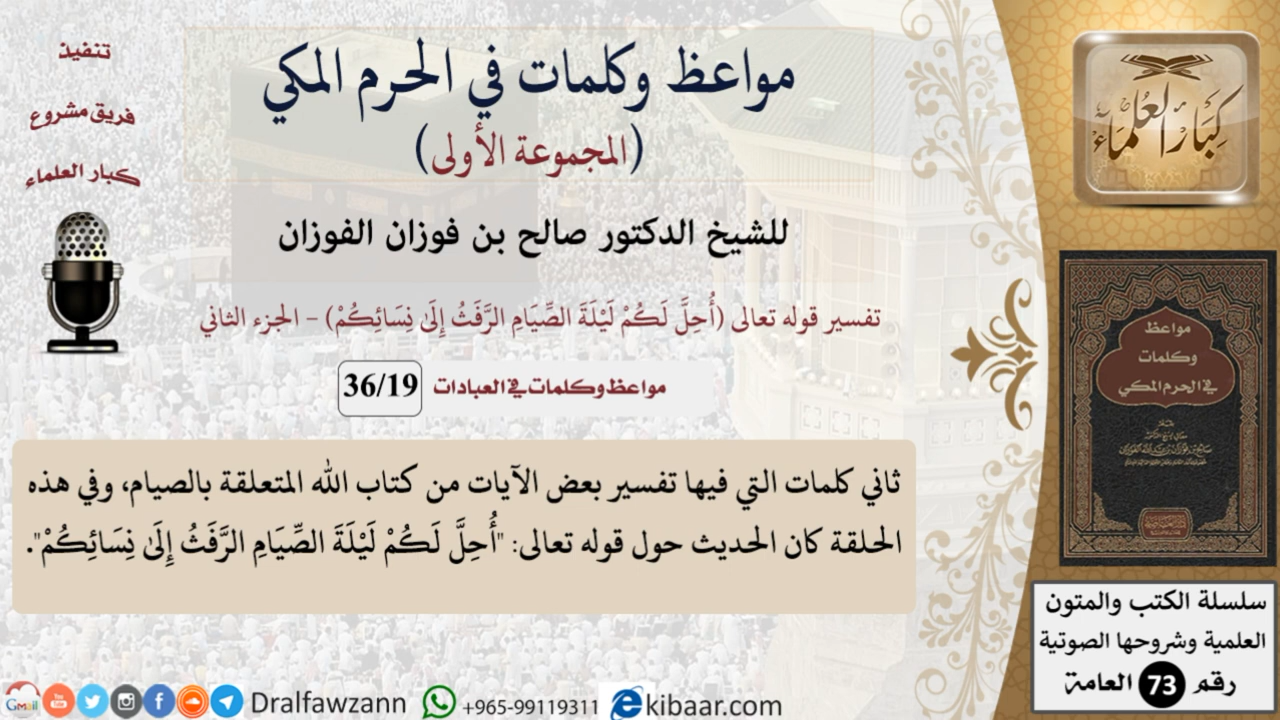 كبار العلماء
مواعظ وكلمات في الحرم المكي
(المجموعة الأولى)
للشيخ الدكتور صالح بن فوزان الفوزان
تفسير قوله تعالى (أُحِلَّ لَكُمْ لَيْلَةَ الصِّيَامِ الرَّفَثُ إِلَىٰ نِسَائِكُمْ) - الجزء الثاني
مواعظ وكلمات في العبادات 36/19
ثاني كلمات التي فيها تفسير بعض الآيات من كتاب الله المتعلقة بالصيام، وفي هذه
الحلقة كان الحديث حول قوله تعالى: "أُحِلَّ لَكُمْ لَيْلَةَ الصِّيَامِ الرَّفَثُ إِلَىٰ نِسَائِكُمْ".
تنفيذ
فريق مشروع
كبار العلماء
مواعظ
وكلمات
في الحرم المكي
سلسلة الكتب والمتون
العلمية وشروحها الصوتية
رقم 73 العامة
Gmail Dralfawzann +965-99119311 ekibaar.com